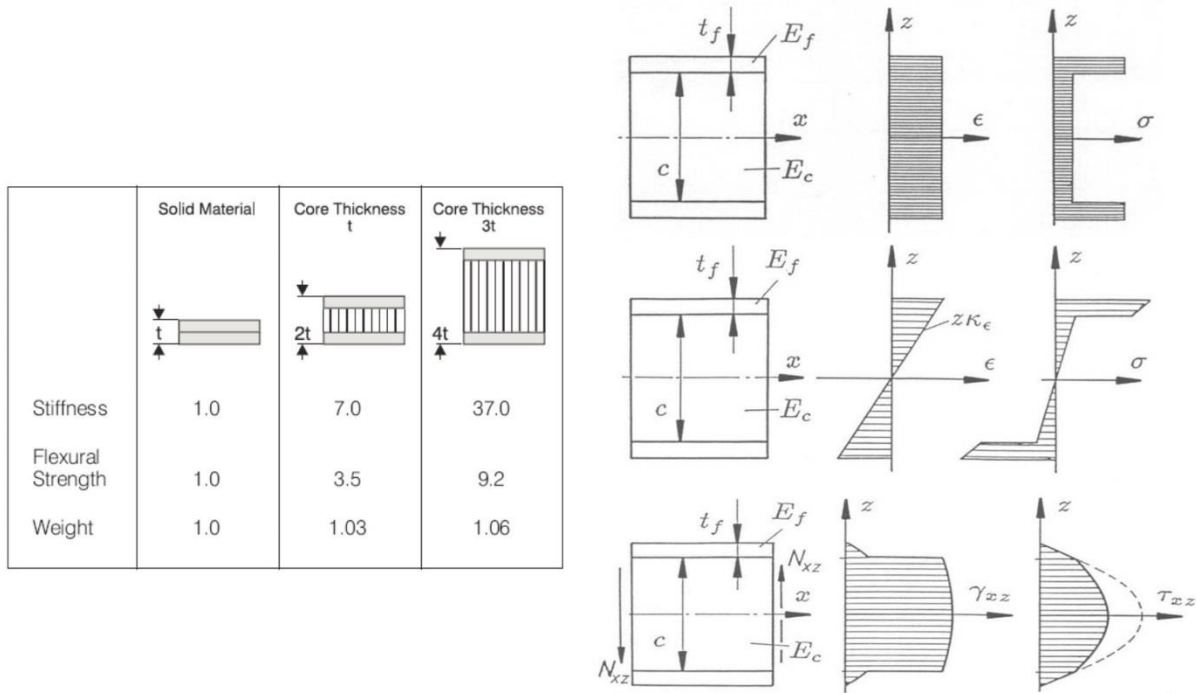 Solid Material
Core Thickness
t
Core Thickness
3t
t
2t
4t
Stiffness
1.0
7.0
37.0
Flexural
Strength
1.0
3.5
9.2
Weight
1.0
1.03
1.06
t_f
E_f
x
c
E_c
z
ϵ
z
σ
t_f
E_f
x
c
E_c
z
zκ_ϵ
ϵ
z
σ
t_f
E_f
N_xz
x
c
E_c
N_xz
z
γ_xz
z
τ_xz